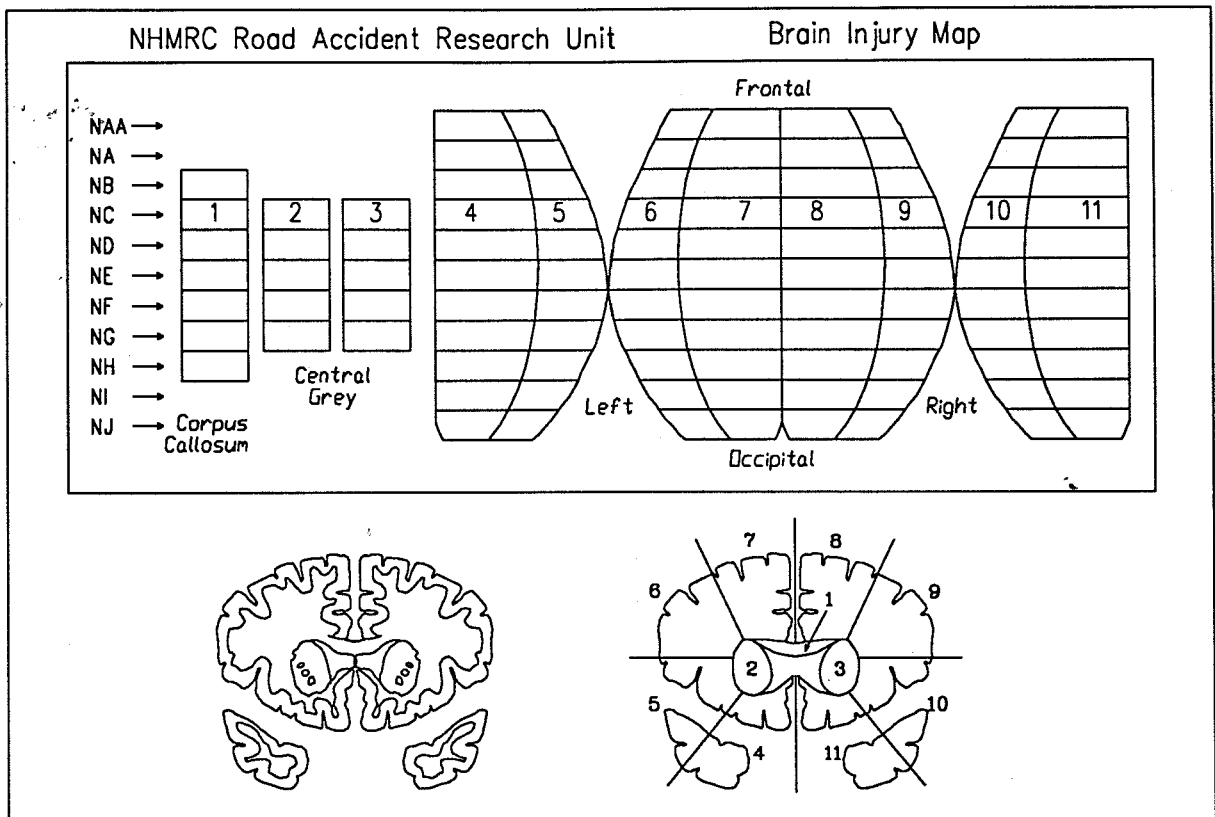 NHMRC Road Accident Research Unit Brain Injury Map
Frontal
NAA →
NA →
NB →
NC → 1 2 3 4 5 6 7 8 9 10 11
ND →
NE →
NF →
NG →
NH →
NI →
NJ →
Corpus
Callosum
Central
Grey
Left
Right
Occipital
7 8
6 1 9
2 3
5 10
4 11